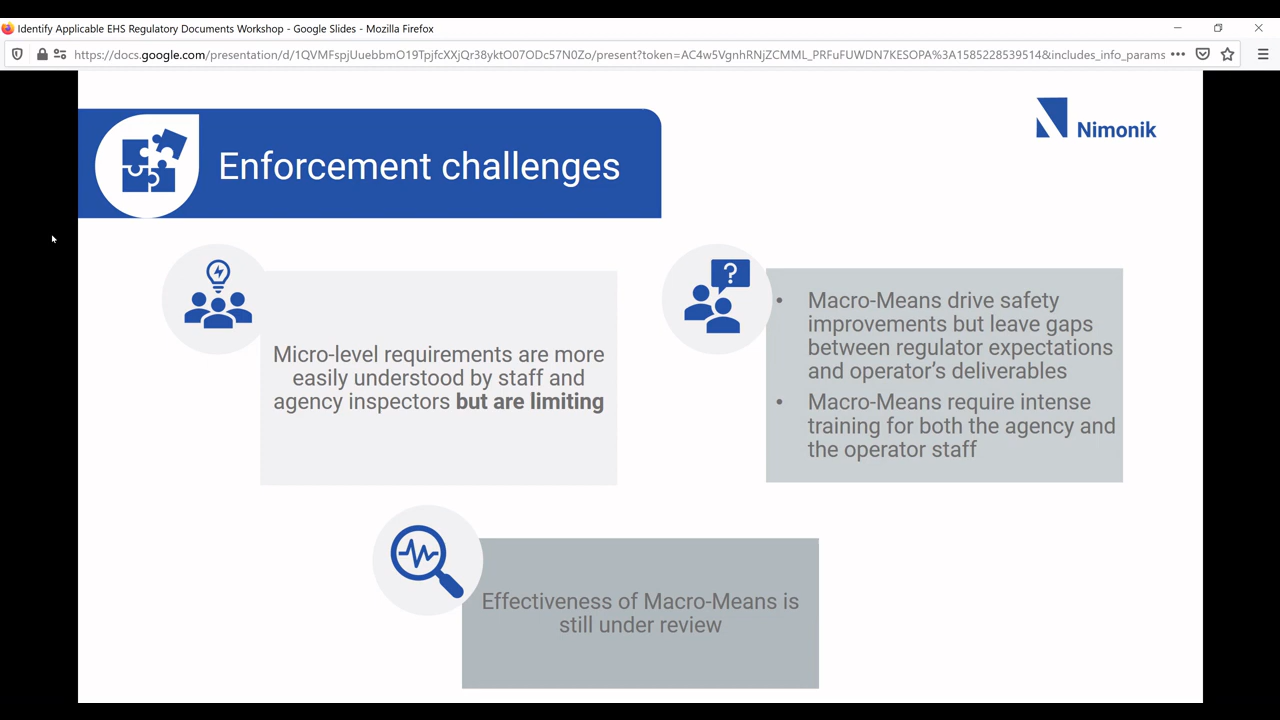 Identify Applicable EHS Regulatory Documents Workshop - Google Slides - Mozilla Firefox
https://docs.google.com/presentation/d/1QVMFspjUuebbmO19TpjfcXXjQr38yktO07ODc57N0Zo/present?token=AC4w5VgnhRNjZCMML_PRFuFUWDN7KESOPA%3A1585228539514&includes_info_params
Nimonik
Enforcement challenges
?
Micro-level requirements are more
easily understood by staff and
agency inspectors but are limiting
• Macro-Means drive safety
improvements but leave gaps
between regulator expectations
and operator’s deliverables
• Macro-Means require intense
training for both the agency and
the operator staff
Effectiveness of Macro-Means is
still under review